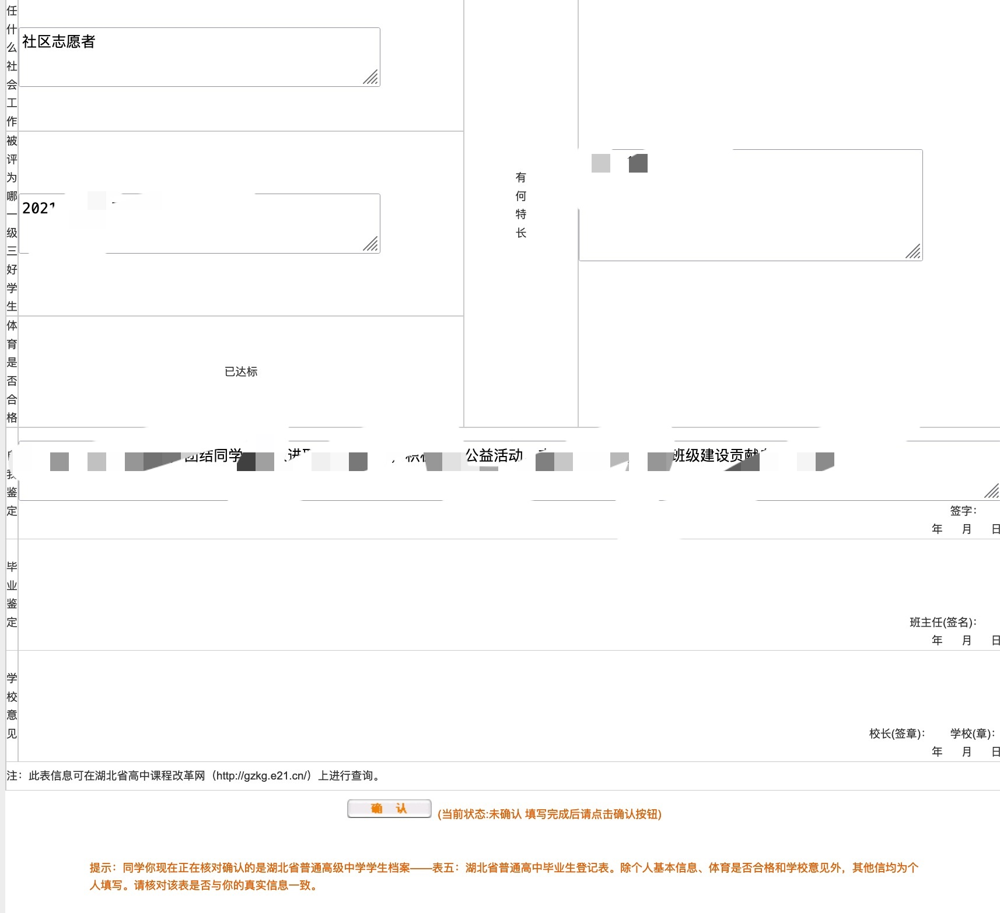 任什么社会工作
社区志愿者
被评为哪一级三好学生
2021
有何特长
体育是否合格
已达标
我鉴定
团结同学 进 积 公益活动 班级建设贡献
签字：
年 月 日
毕业鉴定
班主任(签名)：
年 月 日
学校意见
校长(签章)： 学校(章)：
年 月 日
注：此表信息可在湖北省高中课程改革网（http://gzkg.e21.cn/）上进行查询。
确 认 (当前状态:未确认 填写完成后请点击确认按钮)
提示：同学你现在正在核对确认的是湖北省普通高级中学学生档案——表五：湖北省普通高中毕业生登记表。除个人基本信息、体育是否合格和学校意见外，其他信均为个
人填写。请核对该表是否与你的真实信息一致。